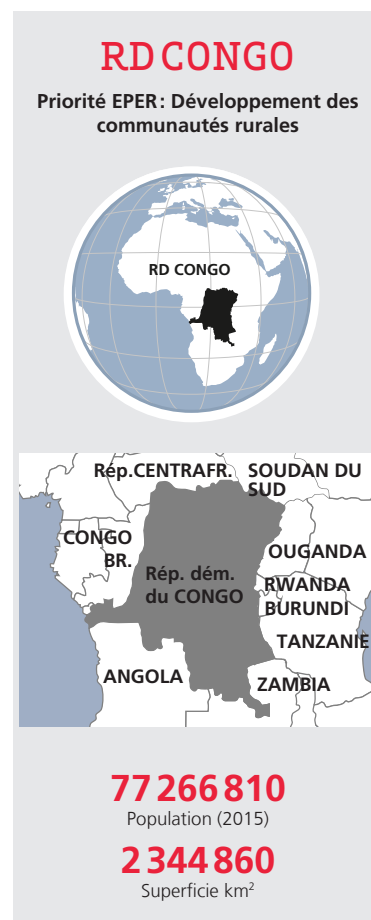 RD CONGO
Priorité EPER : Développement des
communautés rurales
RD CONGO
Rép.CENTRAFR.
SOUDAN DU
SUD
CONGO
BR.
OUGANDA
Rép. dém.
du CONGO
RWANDA
BURUNDI
TANZANIE
ANGOLA
ZAMBIA
77 266 810
Population (2015)
2 344 860
Superficie km²